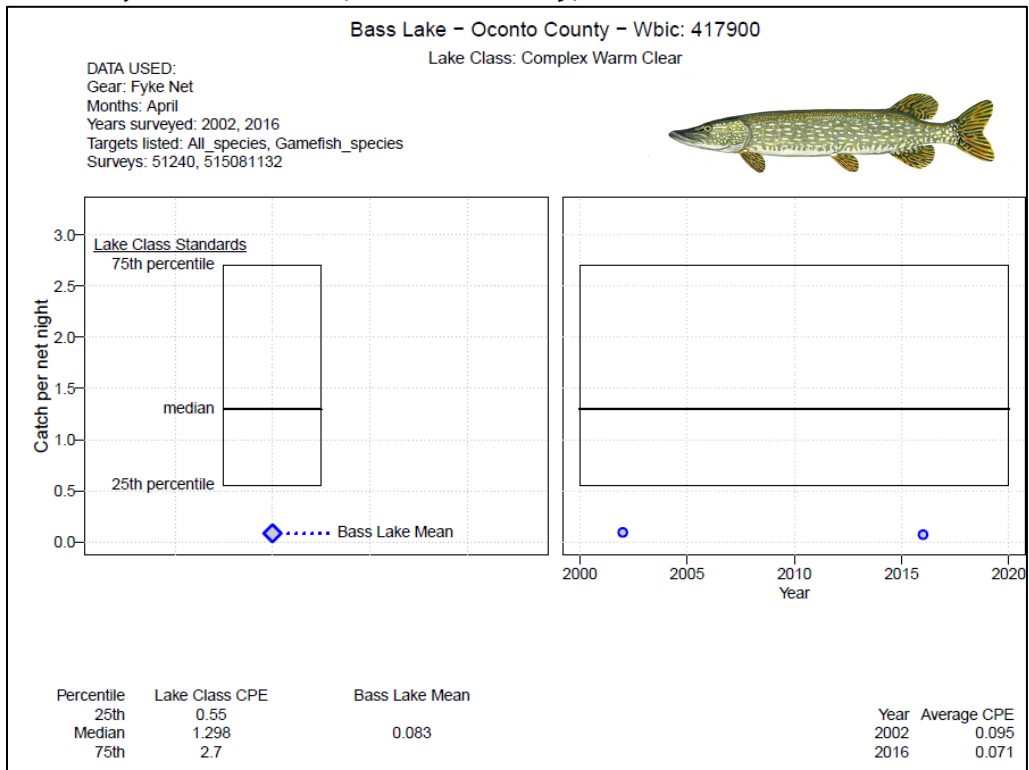 Bass Lake − Oconto County − Wbic: 417900
Lake Class: Complex Warm Clear
DATA USED:
Gear: Fyke Net
Months: April
Years surveyed: 2002, 2016
Targets listed: All_species, Gamefish_species
Surveys: 51240, 515081132
Catch per net night
3.0
2.5
2.0
1.5
1.0
0.5
0.0
Lake Class Standards
75th percentile
median
25th percentile
Bass Lake Mean
2000 2005 2010 2015 2020
Year
Percentile Lake Class CPE Bass Lake Mean
25th 0.55
Median 1.298 0.083
75th 2.7
Year Average CPE
2002 0.095
2016 0.071